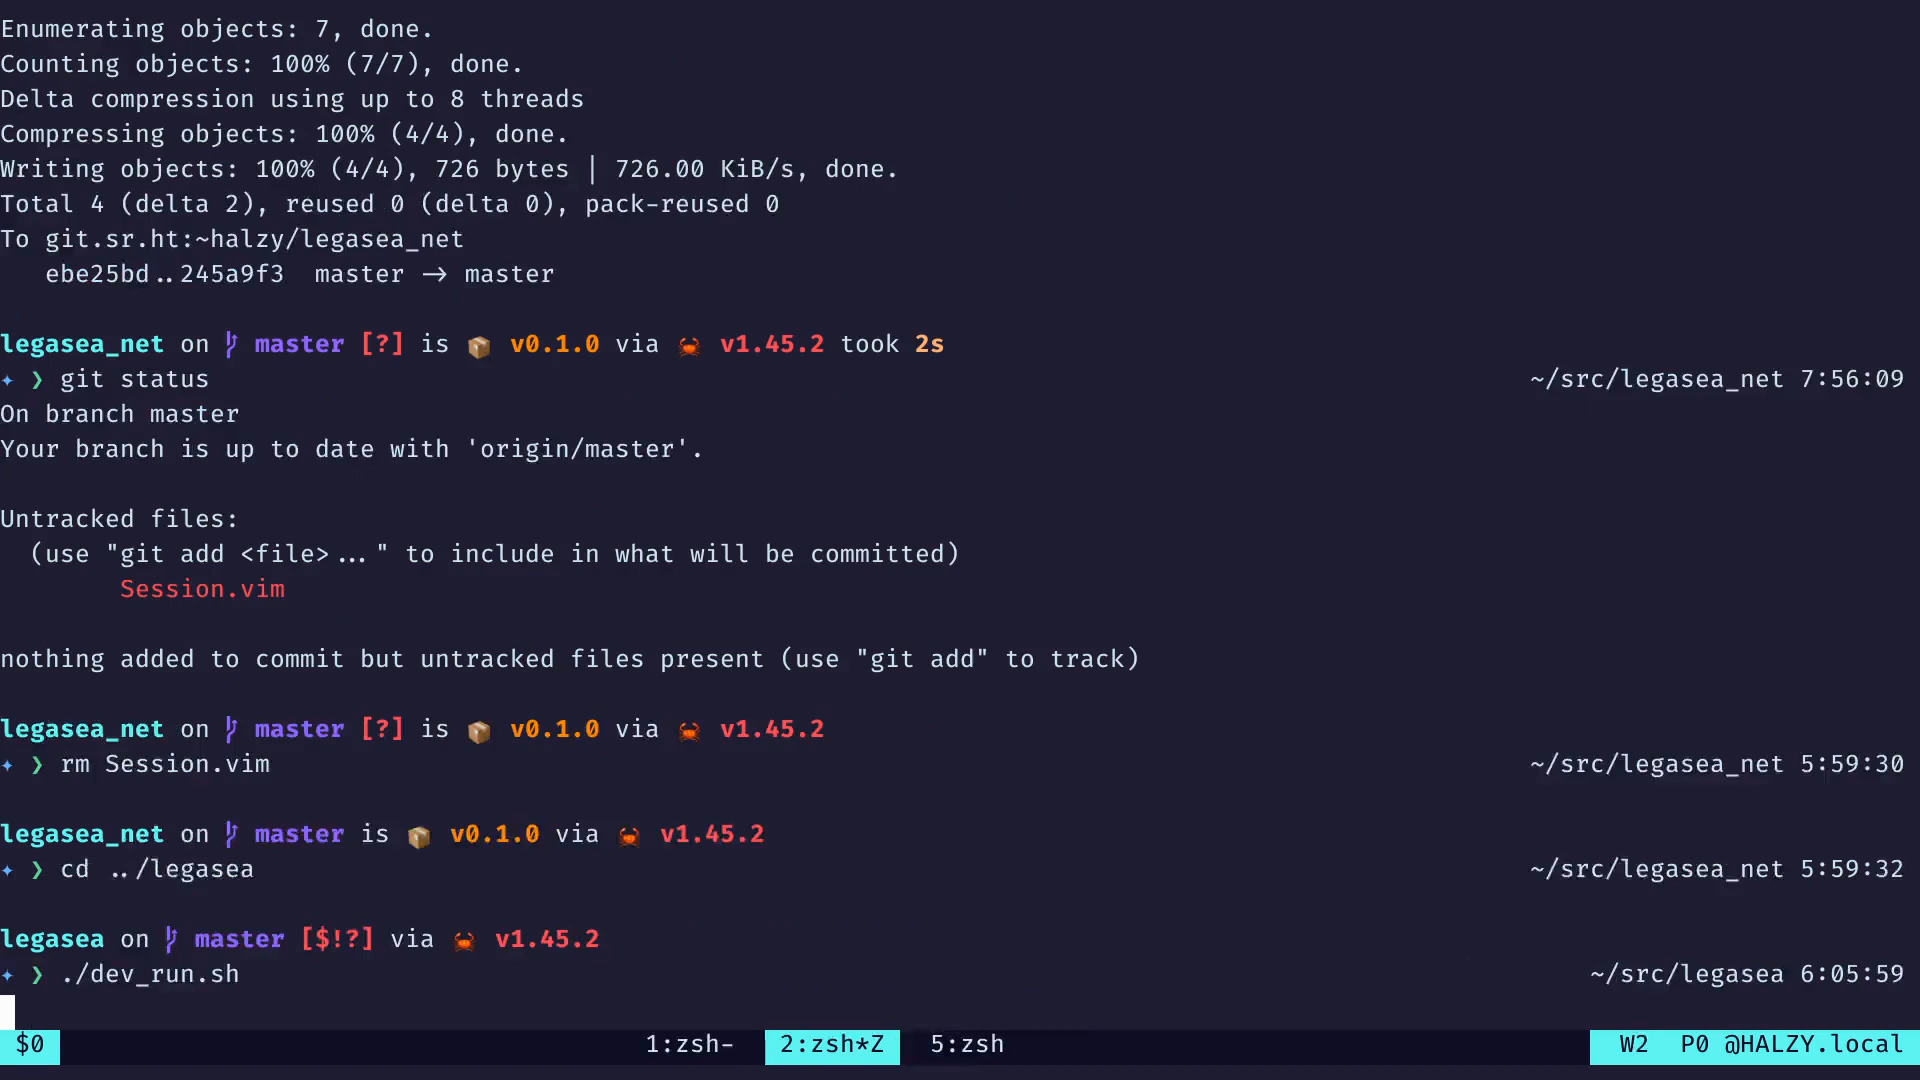 Enumerating objects: 7, done.
Counting objects: 100% (7/7), done.
Delta compression using up to 8 threads
Compressing objects: 100% (4/4), done.
Writing objects: 100% (4/4), 726 bytes | 726.00 KiB/s, done.
Total 4 (delta 2), reused 0 (delta 0), pack-reused 0
To git.sr.ht:~halzy/legasea_net
   ebe25bd..245a9f3  master -> master
legasea_net on master [?] is 📦 v0.1.0 via 🦀 v1.45.2 took 2s
✦ ❯ git status ~/src/legasea_net 7:56:09
On branch master
Your branch is up to date with 'origin/master'.
Untracked files:
  (use "git add <file>..." to include in what will be committed)
        Session.vim
nothing added to commit but untracked files present (use "git add" to track)
legasea_net on master [?] is 📦 v0.1.0 via 🦀 v1.45.2
✦ ❯ rm Session.vim ~/src/legasea_net 5:59:30
legasea_net on master is 📦 v0.1.0 via 🦀 v1.45.2
✦ ❯ cd ../legasea ~/src/legasea_net 5:59:32
legasea on master [$!?] via 🦀 v1.45.2
✦ ❯ ./dev_run.sh ~/src/legasea 6:05:59
$0 1:zsh- 2:zsh*Z 5:zsh W2 P0 @HALZY.local